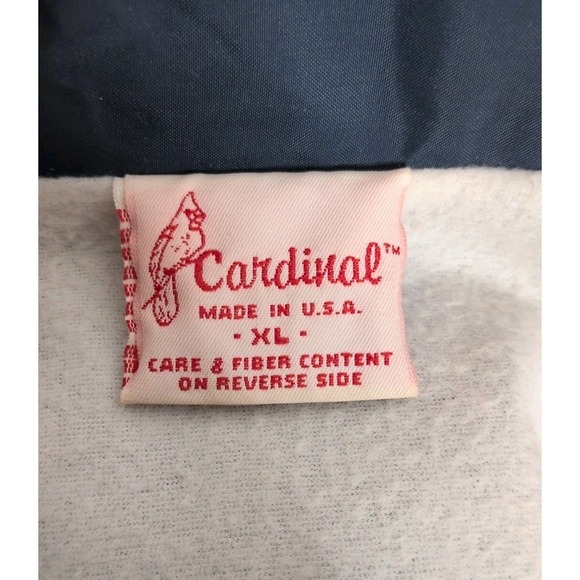 Cardinal™
MADE IN U.S.A.
- XL -
CARE & FIBER CONTENT
ON REVERSE SIDE